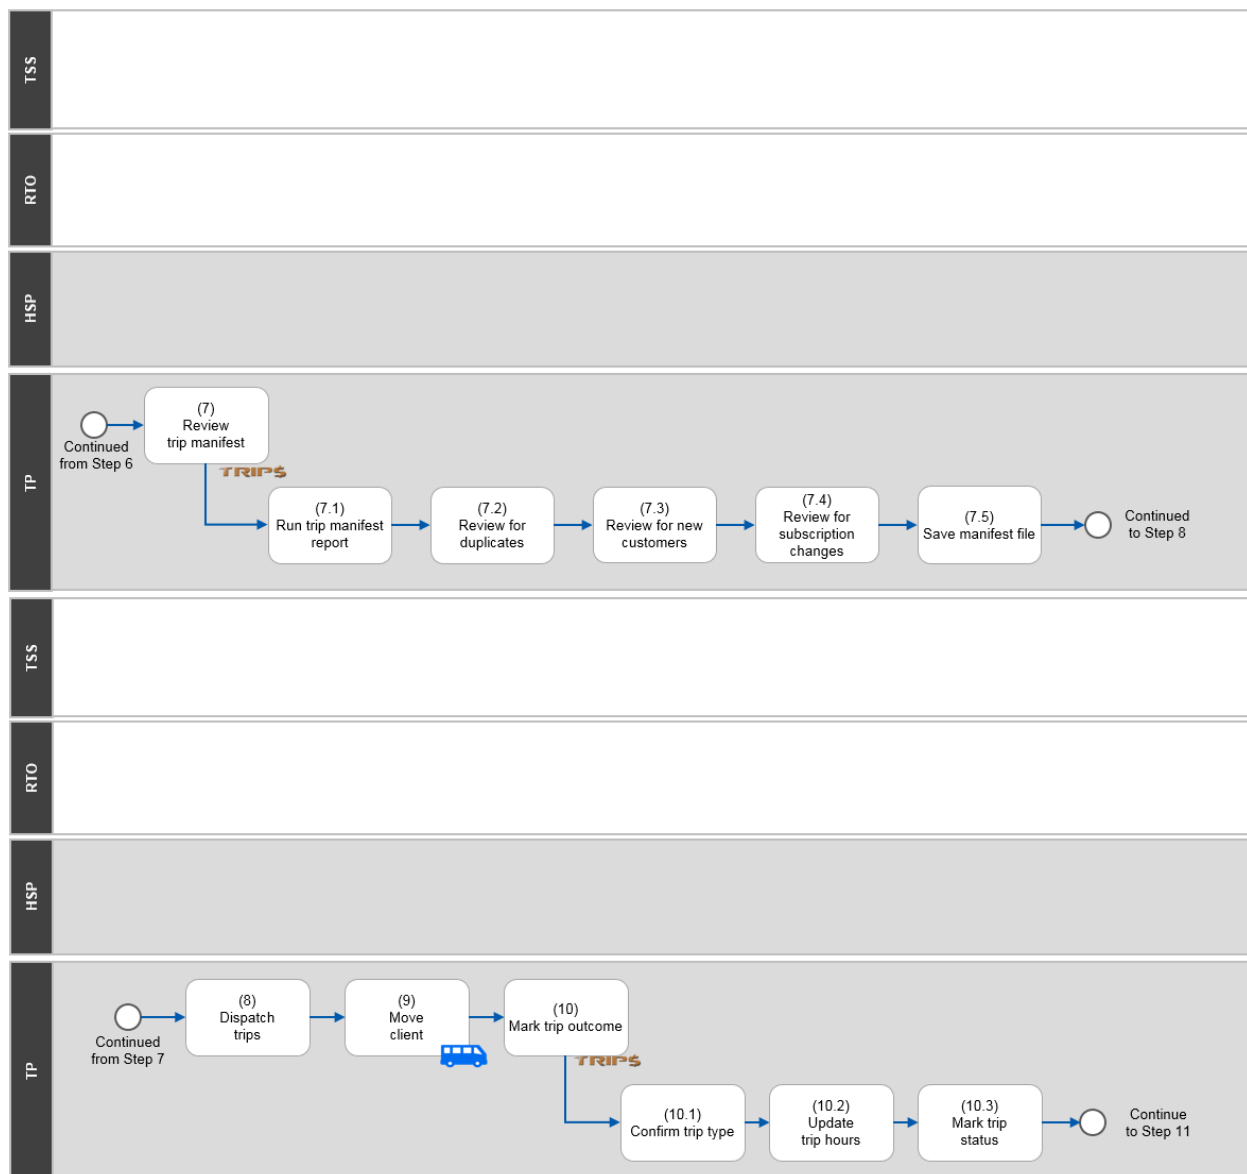 TSS
RTO
HSP
TP
Continued
from Step 6
(7)
Review
trip manifest
TRIP$
(7.1)
Run trip manifest
report
(7.2)
Review for
duplicates
(7.3)
Review for new
customers
(7.4)
Review for
subscription
changes
(7.5)
Save manifest file
Continued
to Step 8
TSS
RTO
HSP
TP
Continued
from Step 7
(8)
Dispatch
trips
(9)
Move
client
(10)
Mark trip outcome
TRIP$
(10.1)
Confirm trip type
(10.2)
Update
trip hours
(10.3)
Mark trip
status
Continue
to Step 11